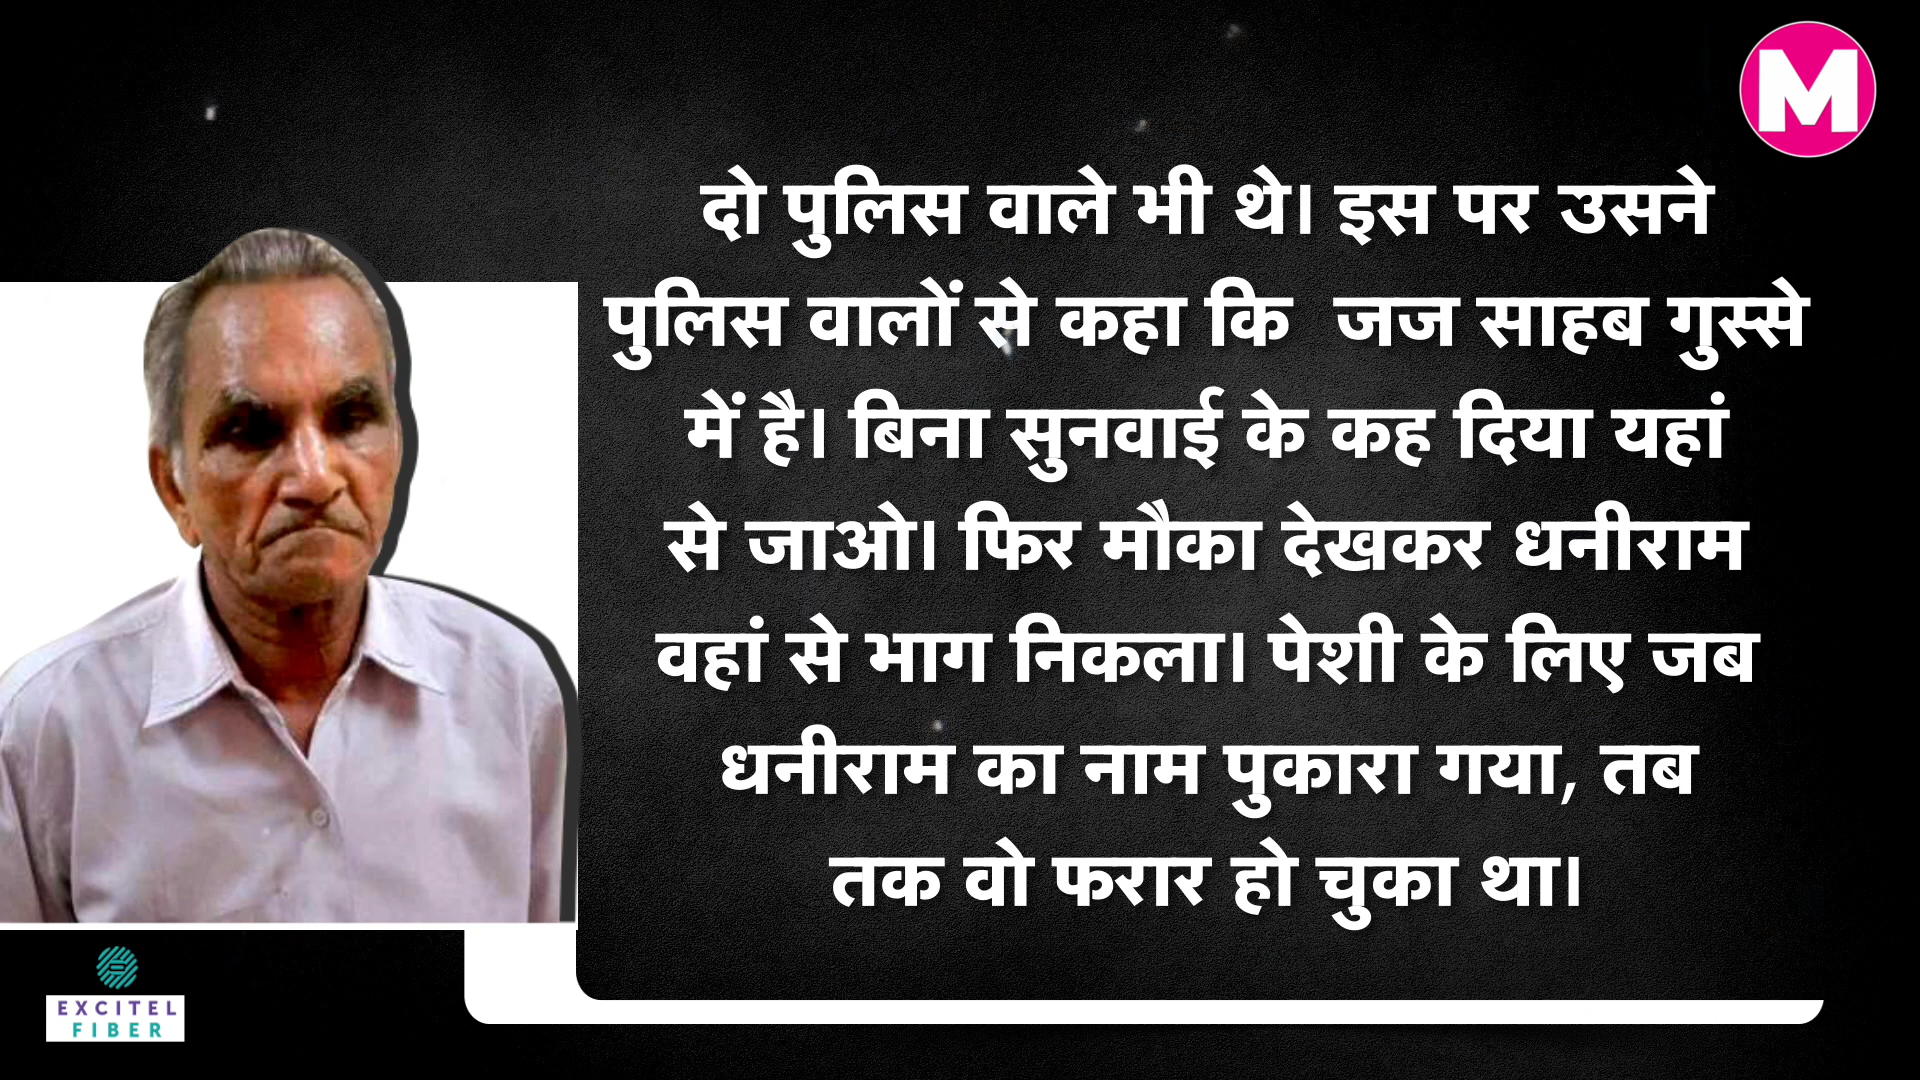 M
दो पुलिस वाले भी थे। इस पर उसने
पुलिस वालों से कहा कि जज साहब गुस्से
में है। बिना सुनवाई के कह दिया यहां
से जाओ। फिर मौका देखकर धनीराम
वहां से भाग निकला। पेशी के लिए जब
धनीराम का नाम पुकारा गया, तब
तक वो फरार हो चुका था।
EXCITEL
FIBER